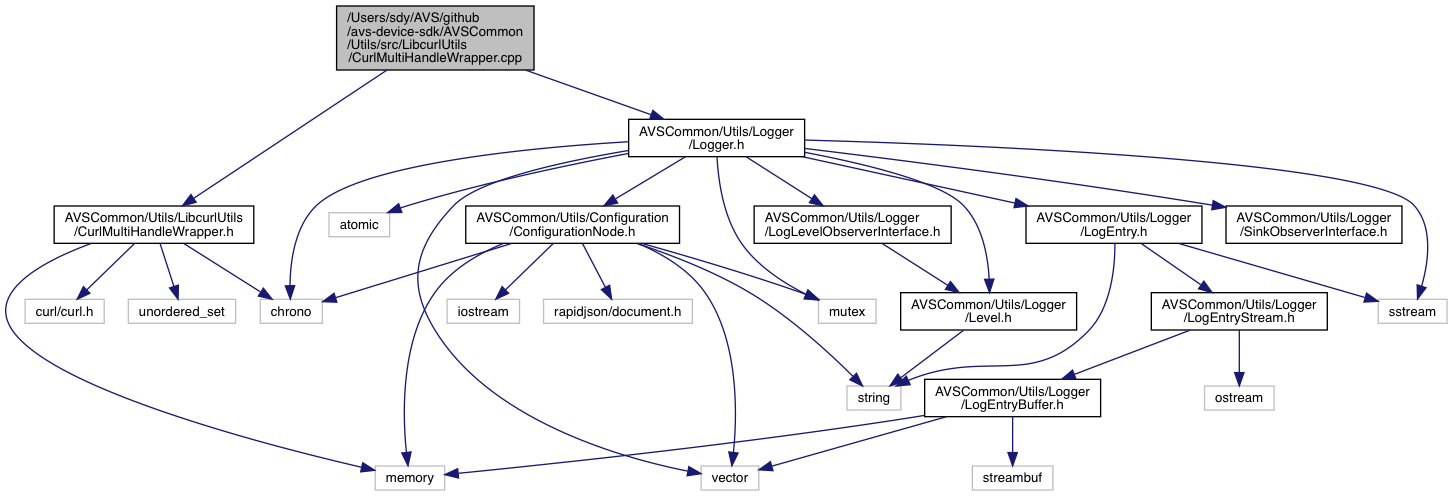 /Users/sdy/AVS/github
/avs-device-sdk/AVSCommon
/Utils/src/LibcurlUtils
/CurlMultiHandleWrapper.cpp
AVSCommon/Utils/Logger
/Logger.h
AVSCommon/Utils/LibcurlUtils
/CurlMultiHandleWrapper.h
atomic
AVSCommon/Utils/Configuration
/ConfigurationNode.h
AVSCommon/Utils/Logger
/LogLevelObserverInterface.h
AVSCommon/Utils/Logger
/LogEntry.h
AVSCommon/Utils/Logger
/SinkObserverInterface.h
curl/curl.h
unordered_set
chrono
iostream
rapidjson/document.h
mutex
AVSCommon/Utils/Logger
/Level.h
AVSCommon/Utils/Logger
/LogEntryStream.h
sstream
string
AVSCommon/Utils/Logger
/LogEntryBuffer.h
ostream
memory
vector
streambuf